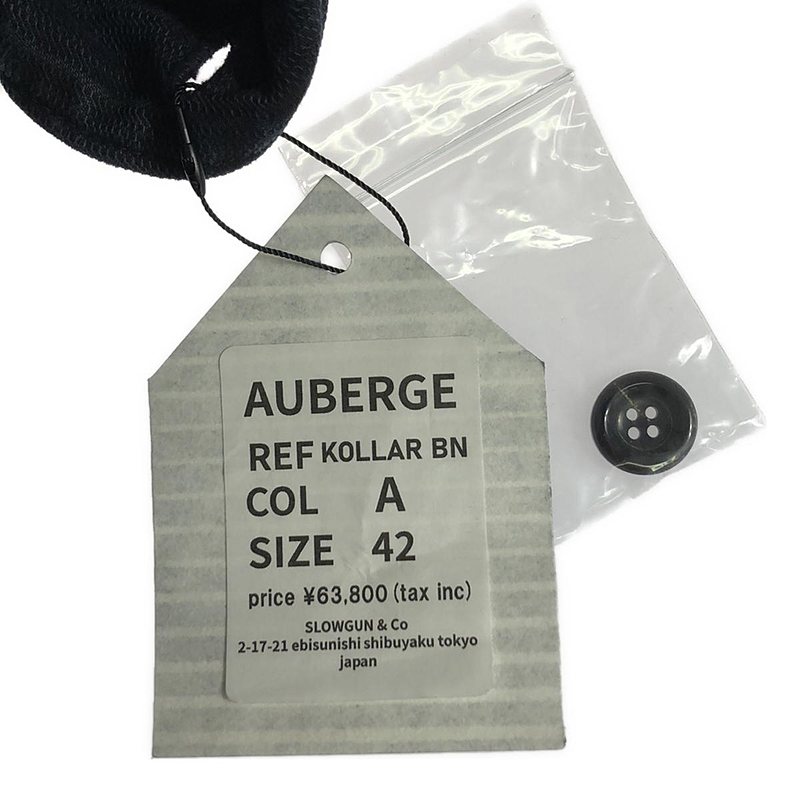 AUBERGE
REF KOLLAR BN
COL A
SIZE 42
price ¥63,800 (tax inc)
SLOWGUN & Co
2-17-21 ebisunishi shibuyaku tokyo
japan